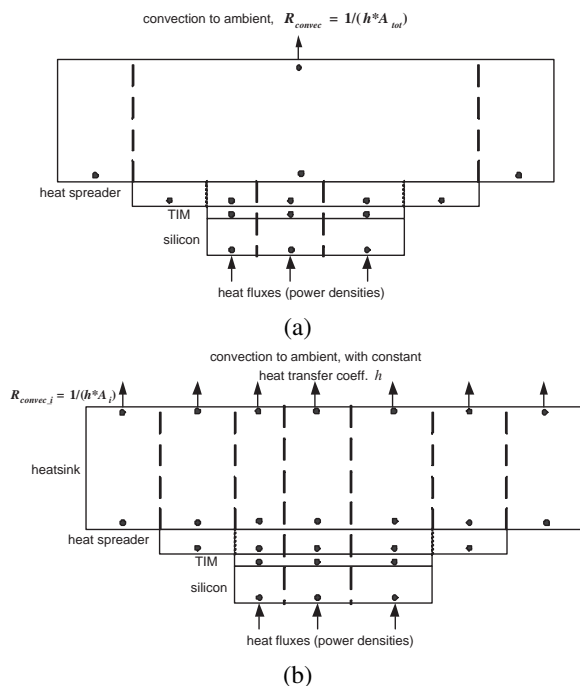 convection to ambient, R_convec = 1/(h*A_tot)
heat spreader
TIM
silicon
heat fluxes (power densities)
(a)
convection to ambient, with constant
heat transfer coeff. h
R_convec_i = 1/(h*A_i)
heatsink
heat spreader
TIM
silicon
heat fluxes (power densities)
(b)